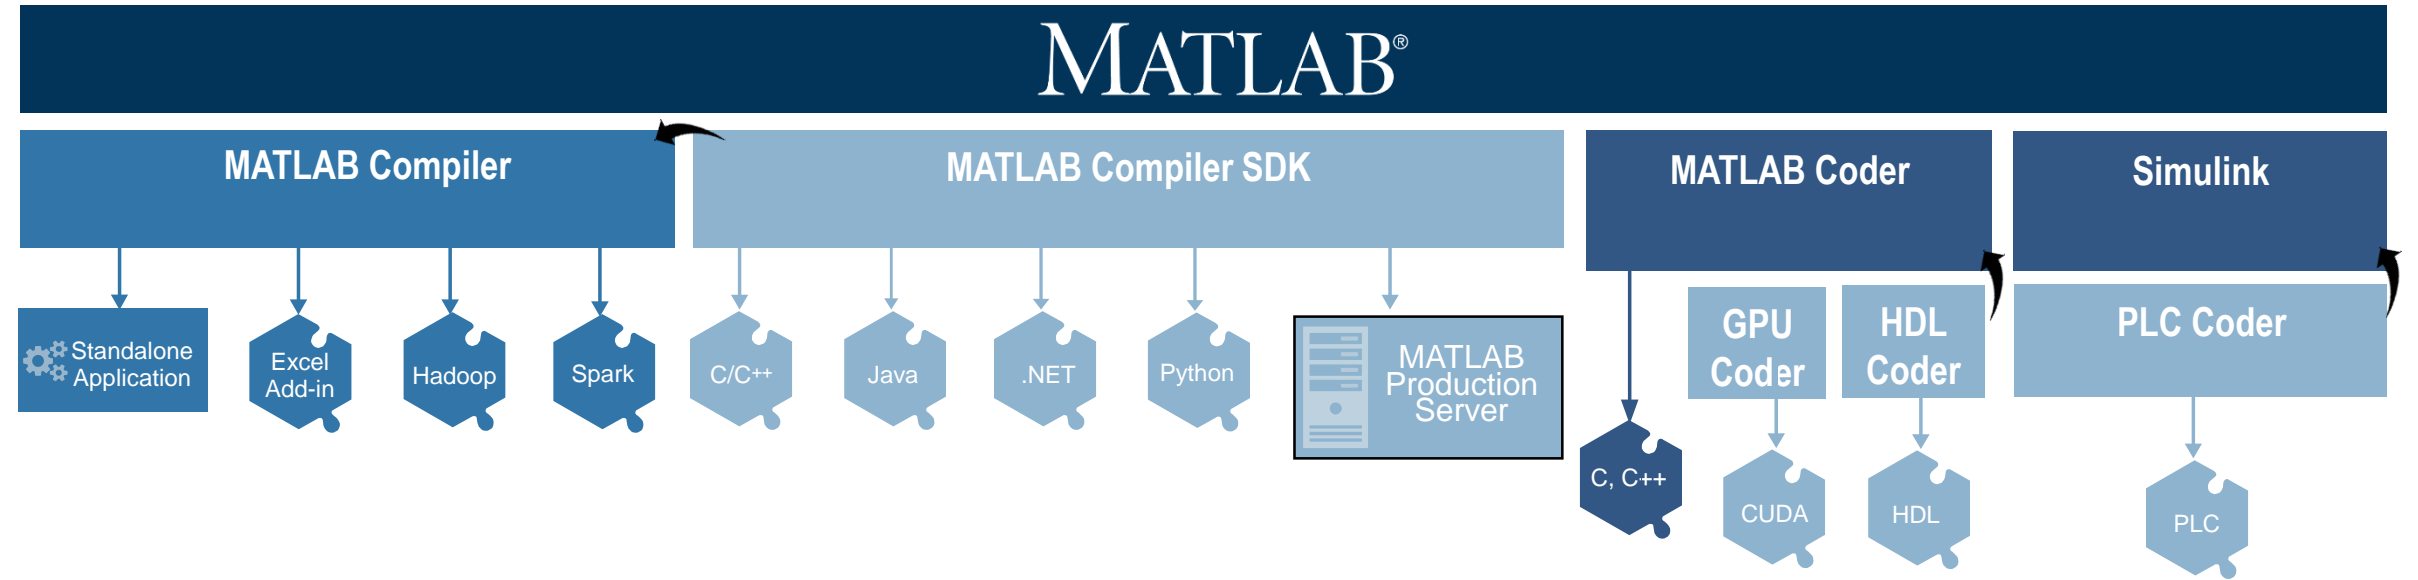 MATLAB®
MATLAB Compiler
MATLAB Compiler SDK
MATLAB Coder
Simulink
Standalone
Application
Excel
Add-in
Hadoop
Spark
C/C++
Java
.NET
Python
MATLAB
Production
Server
C, C++
GPU
Coder
CUDA
HDL
Coder
HDL
PLC Coder
PLC